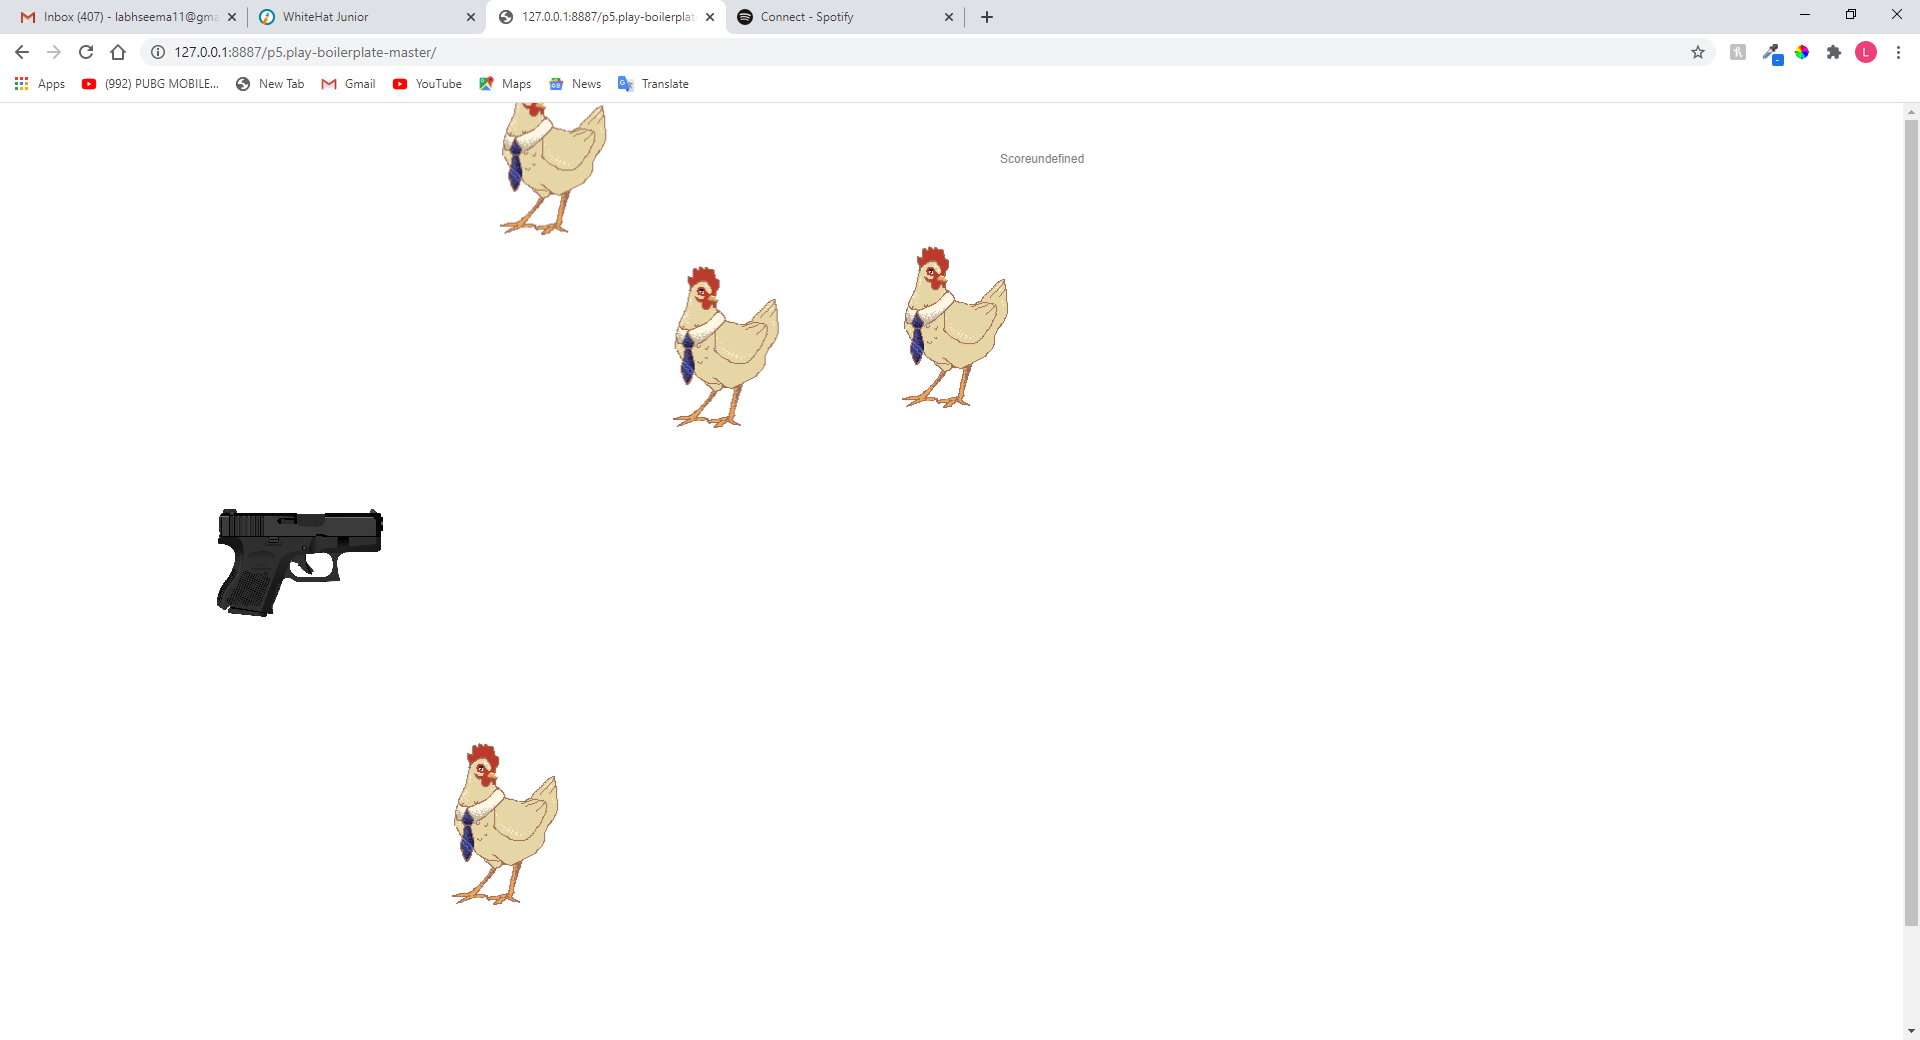 Inbox (407) - labhseema11@gma
WhiteHat Junior
127.0.0.1:8887/p5.play-boilerplat
Connect - Spotify
127.0.0.1:8887/p5.play-boilerplate-master/
L
Apps
(992) PUBG MOBILE...
New Tab
Gmail
YouTube
Maps
News
Translate
Scoreundefined